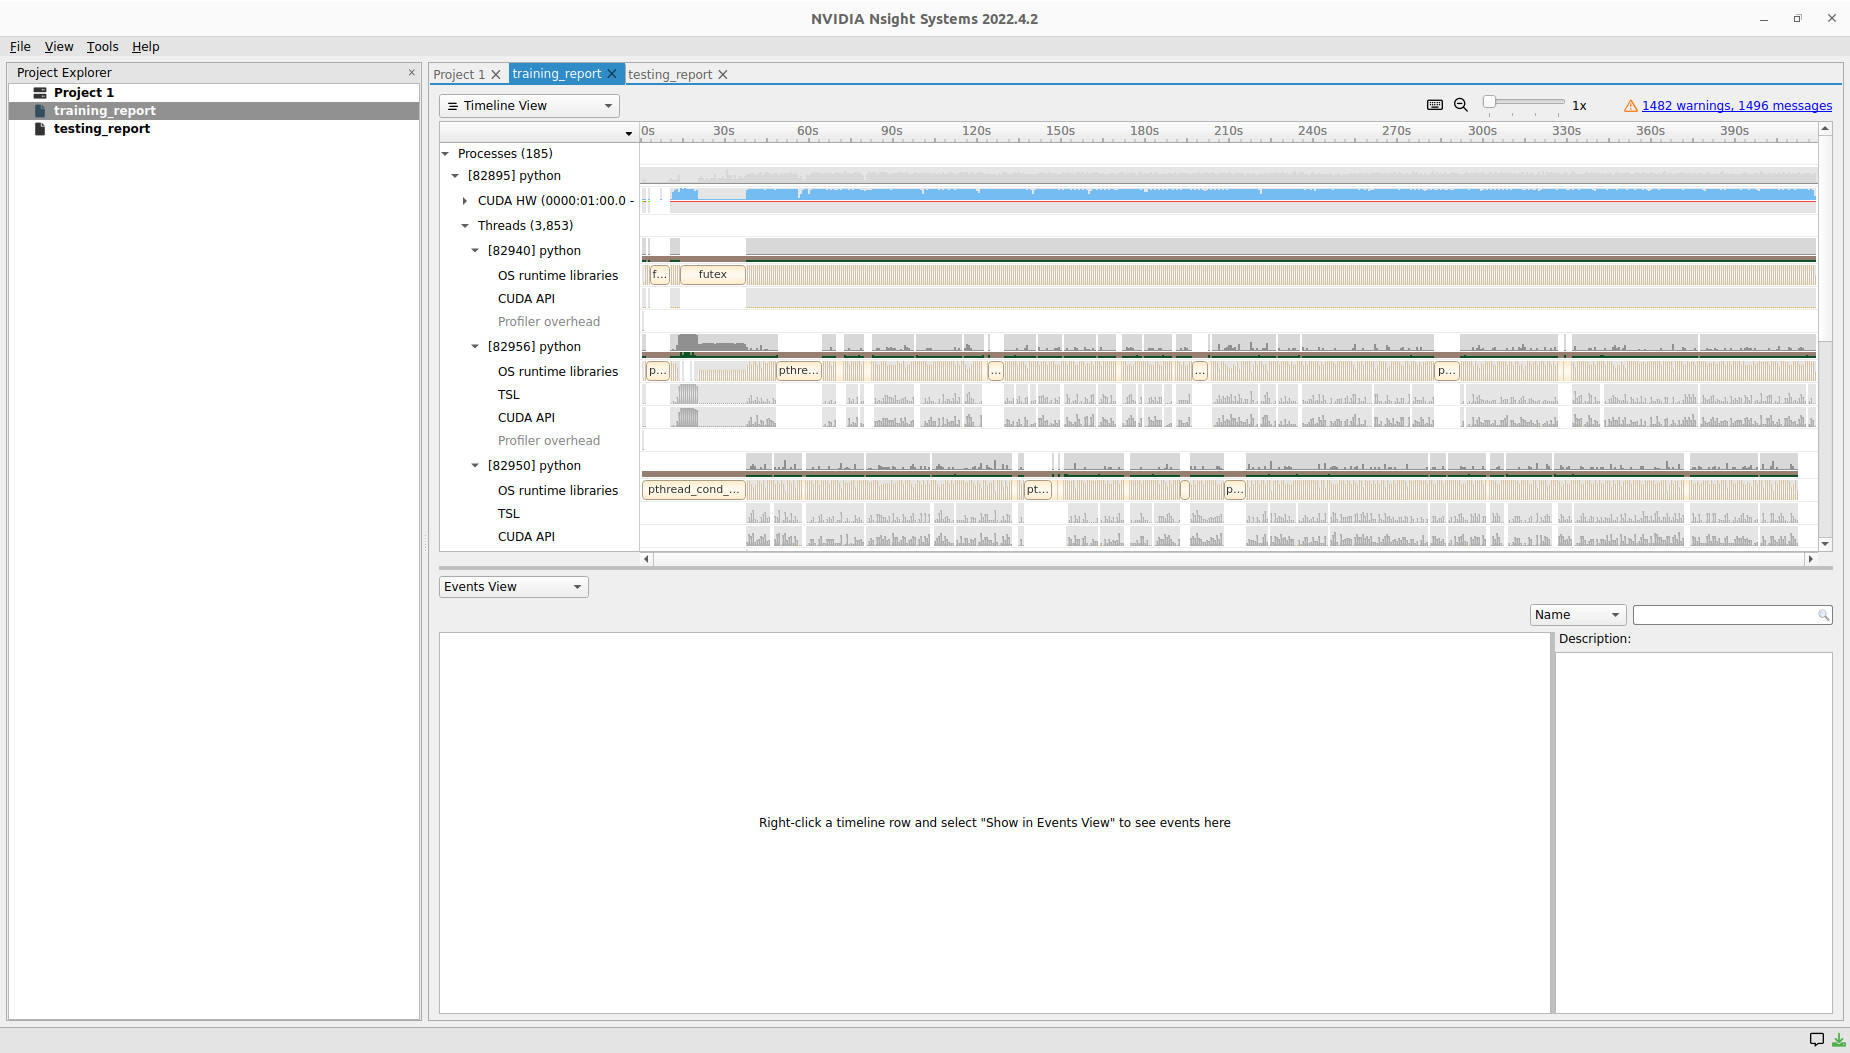 NVIDIA Nsight Systems 2022.4.2
File View Tools Help
Project Explorer
Project 1
training_report
testing_report
Project 1 training_report testing_report
Timeline View
1x
1482 warnings, 1496 messages
0s 30s 60s 90s 120s 150s 180s 210s 240s 270s 300s 330s 360s 390s
Processes (185)
[82895] python
CUDA HW (0000:01:00.0 -
Threads (3,853)
[82940] python
OS runtime libraries
f... futex
CUDA API
Profiler overhead
[82956] python
OS runtime libraries
p... pthre... ... ... p...
TSL
CUDA API
Profiler overhead
[82950] python
OS runtime libraries
pthread_cond_... pt... p...
TSL
CUDA API
Events View
Name
Description:
Right-click a timeline row and select "Show in Events View" to see events here